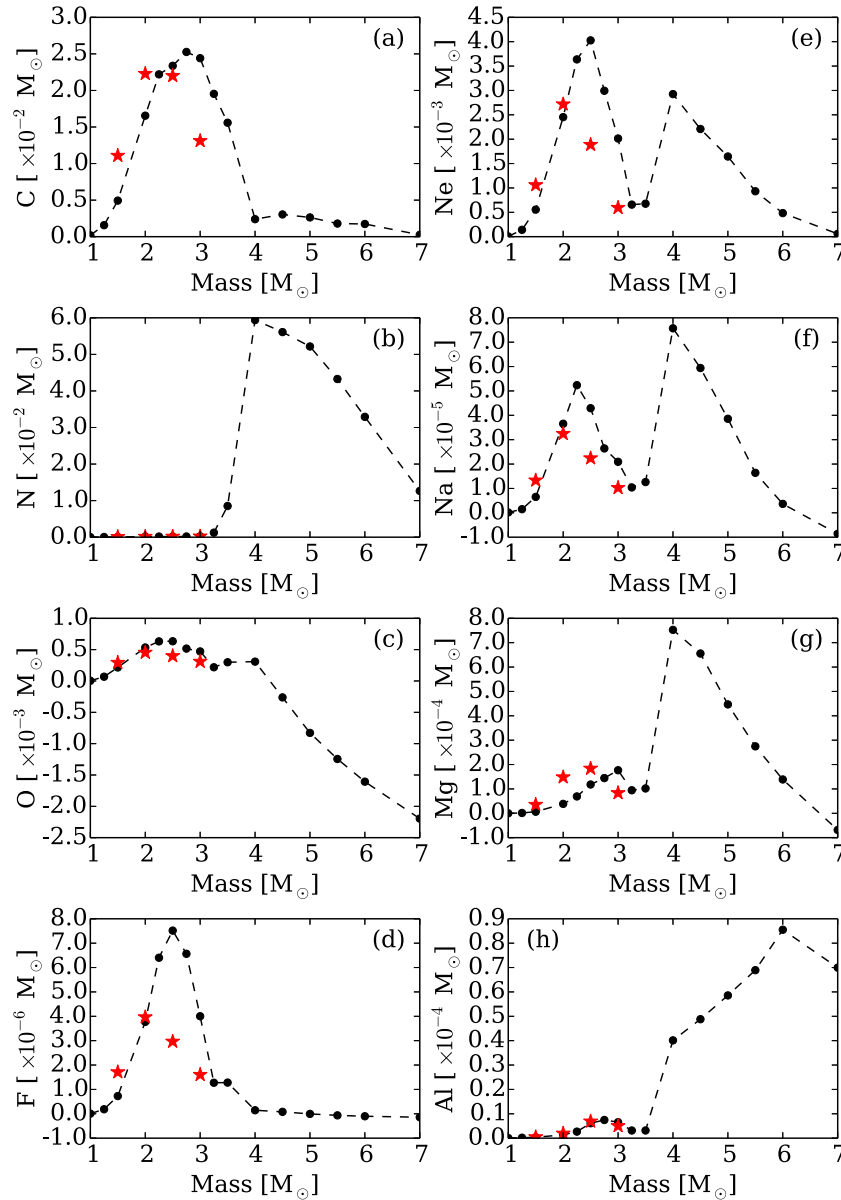 (a)
C [ ×10⁻² M⊙]
3.0
2.5
2.0
1.5
1.0
0.5
0.0
1 2 3 4 5 6 7
Mass [M⊙]
(e)
Ne [ ×10⁻³ M⊙]
4.5
4.0
3.5
3.0
2.5
2.0
1.5
1.0
0.5
0.0
1 2 3 4 5 6 7
Mass [M⊙]
(b)
N [ ×10⁻² M⊙]
6.0
5.0
4.0
3.0
2.0
1.0
0.0
1 2 3 4 5 6 7
Mass [M⊙]
(f)
Na [ ×10⁻⁵ M⊙]
8.0
7.0
6.0
5.0
4.0
3.0
2.0
1.0
0.0
-1.0
1 2 3 4 5 6 7
Mass [M⊙]
(c)
O [ ×10⁻³ M⊙]
1.0
0.5
0.0
-0.5
-1.0
-1.5
-2.0
-2.5
1 2 3 4 5 6 7
Mass [M⊙]
(g)
Mg [ ×10⁻⁴ M⊙]
8.0
7.0
6.0
5.0
4.0
3.0
2.0
1.0
0.0
-1.0
1 2 3 4 5 6 7
Mass [M⊙]
(d)
F [ ×10⁻⁶ M⊙]
8.0
7.0
6.0
5.0
4.0
3.0
2.0
1.0
0.0
-1.0
1 2 3 4 5 6 7
Mass [M⊙]
(h)
Al [ ×10⁻⁴ M⊙]
0.9
0.8
0.7
0.6
0.5
0.4
0.3
0.2
0.1
0.0
1 2 3 4 5 6 7
Mass [M⊙]